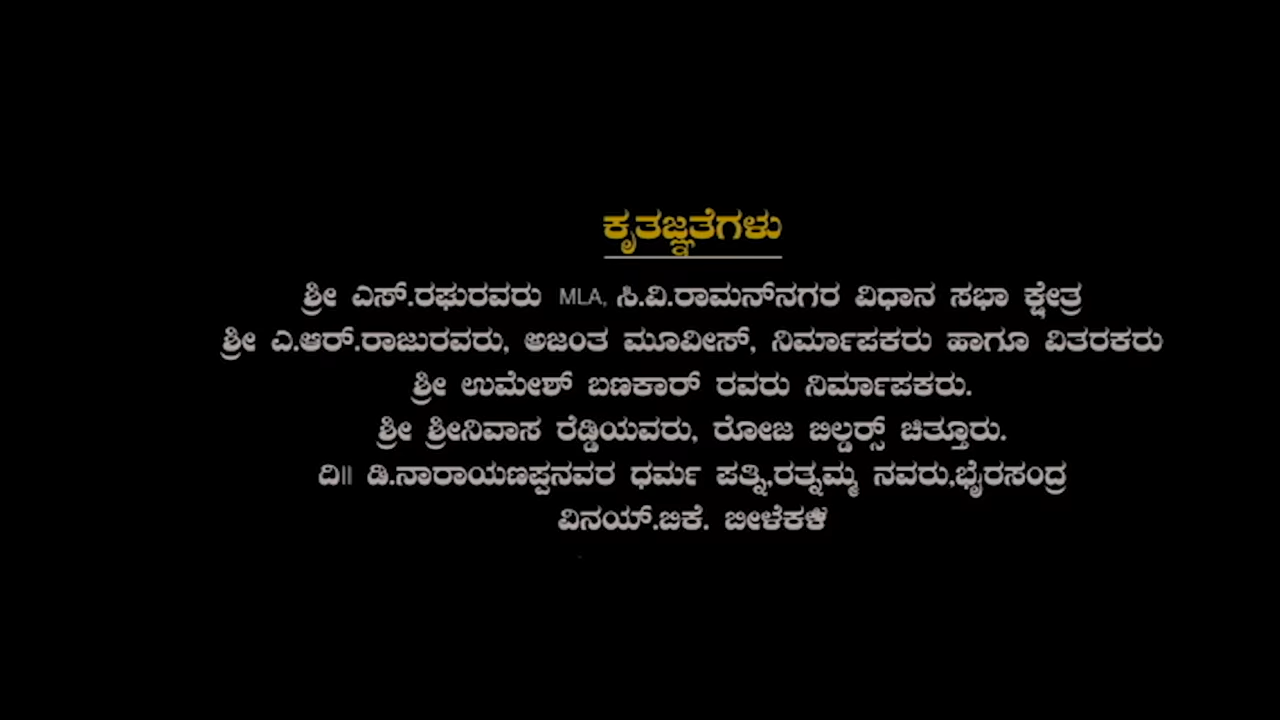 ಕೃತಜ್ಞತೆಗಳು
ಶ್ರೀ ಎಸ್.ರಘುರವರು MLA, ಸಿ.ವಿ.ರಾಮನ್‌ನಗರ ವಿಧಾನ ಸಭಾ ಕ್ಷೇತ್ರ
ಶ್ರೀ ಎ.ಆರ್.ರಾಜುರವರು, ಅಜಂತ ಮೂವೀಸ್, ನಿರ್ಮಾಪಕರು ಹಾಗೂ ವಿತರಕರು
ಶ್ರೀ ಉಮೇಶ್ ಬಣಕಾರ್ ರವರು ನಿರ್ಮಾಪಕರು.
ಶ್ರೀ ಶ್ರೀನಿವಾಸ ರೆಡ್ಡಿಯವರು, ರೋಜ ಬಿಲ್ಡರ್ಸ್ ಚಿತ್ತೂರು.
ದಿ|| ಡಿ.ನಾರಾಯಣಪ್ಪನವರ ಧರ್ಮ ಪತ್ನಿ,ರತ್ನಮ್ಮ ನವರು,ಭೈರಸಂದ್ರ
ವಿನಯ್.ಬಿಕೆ.